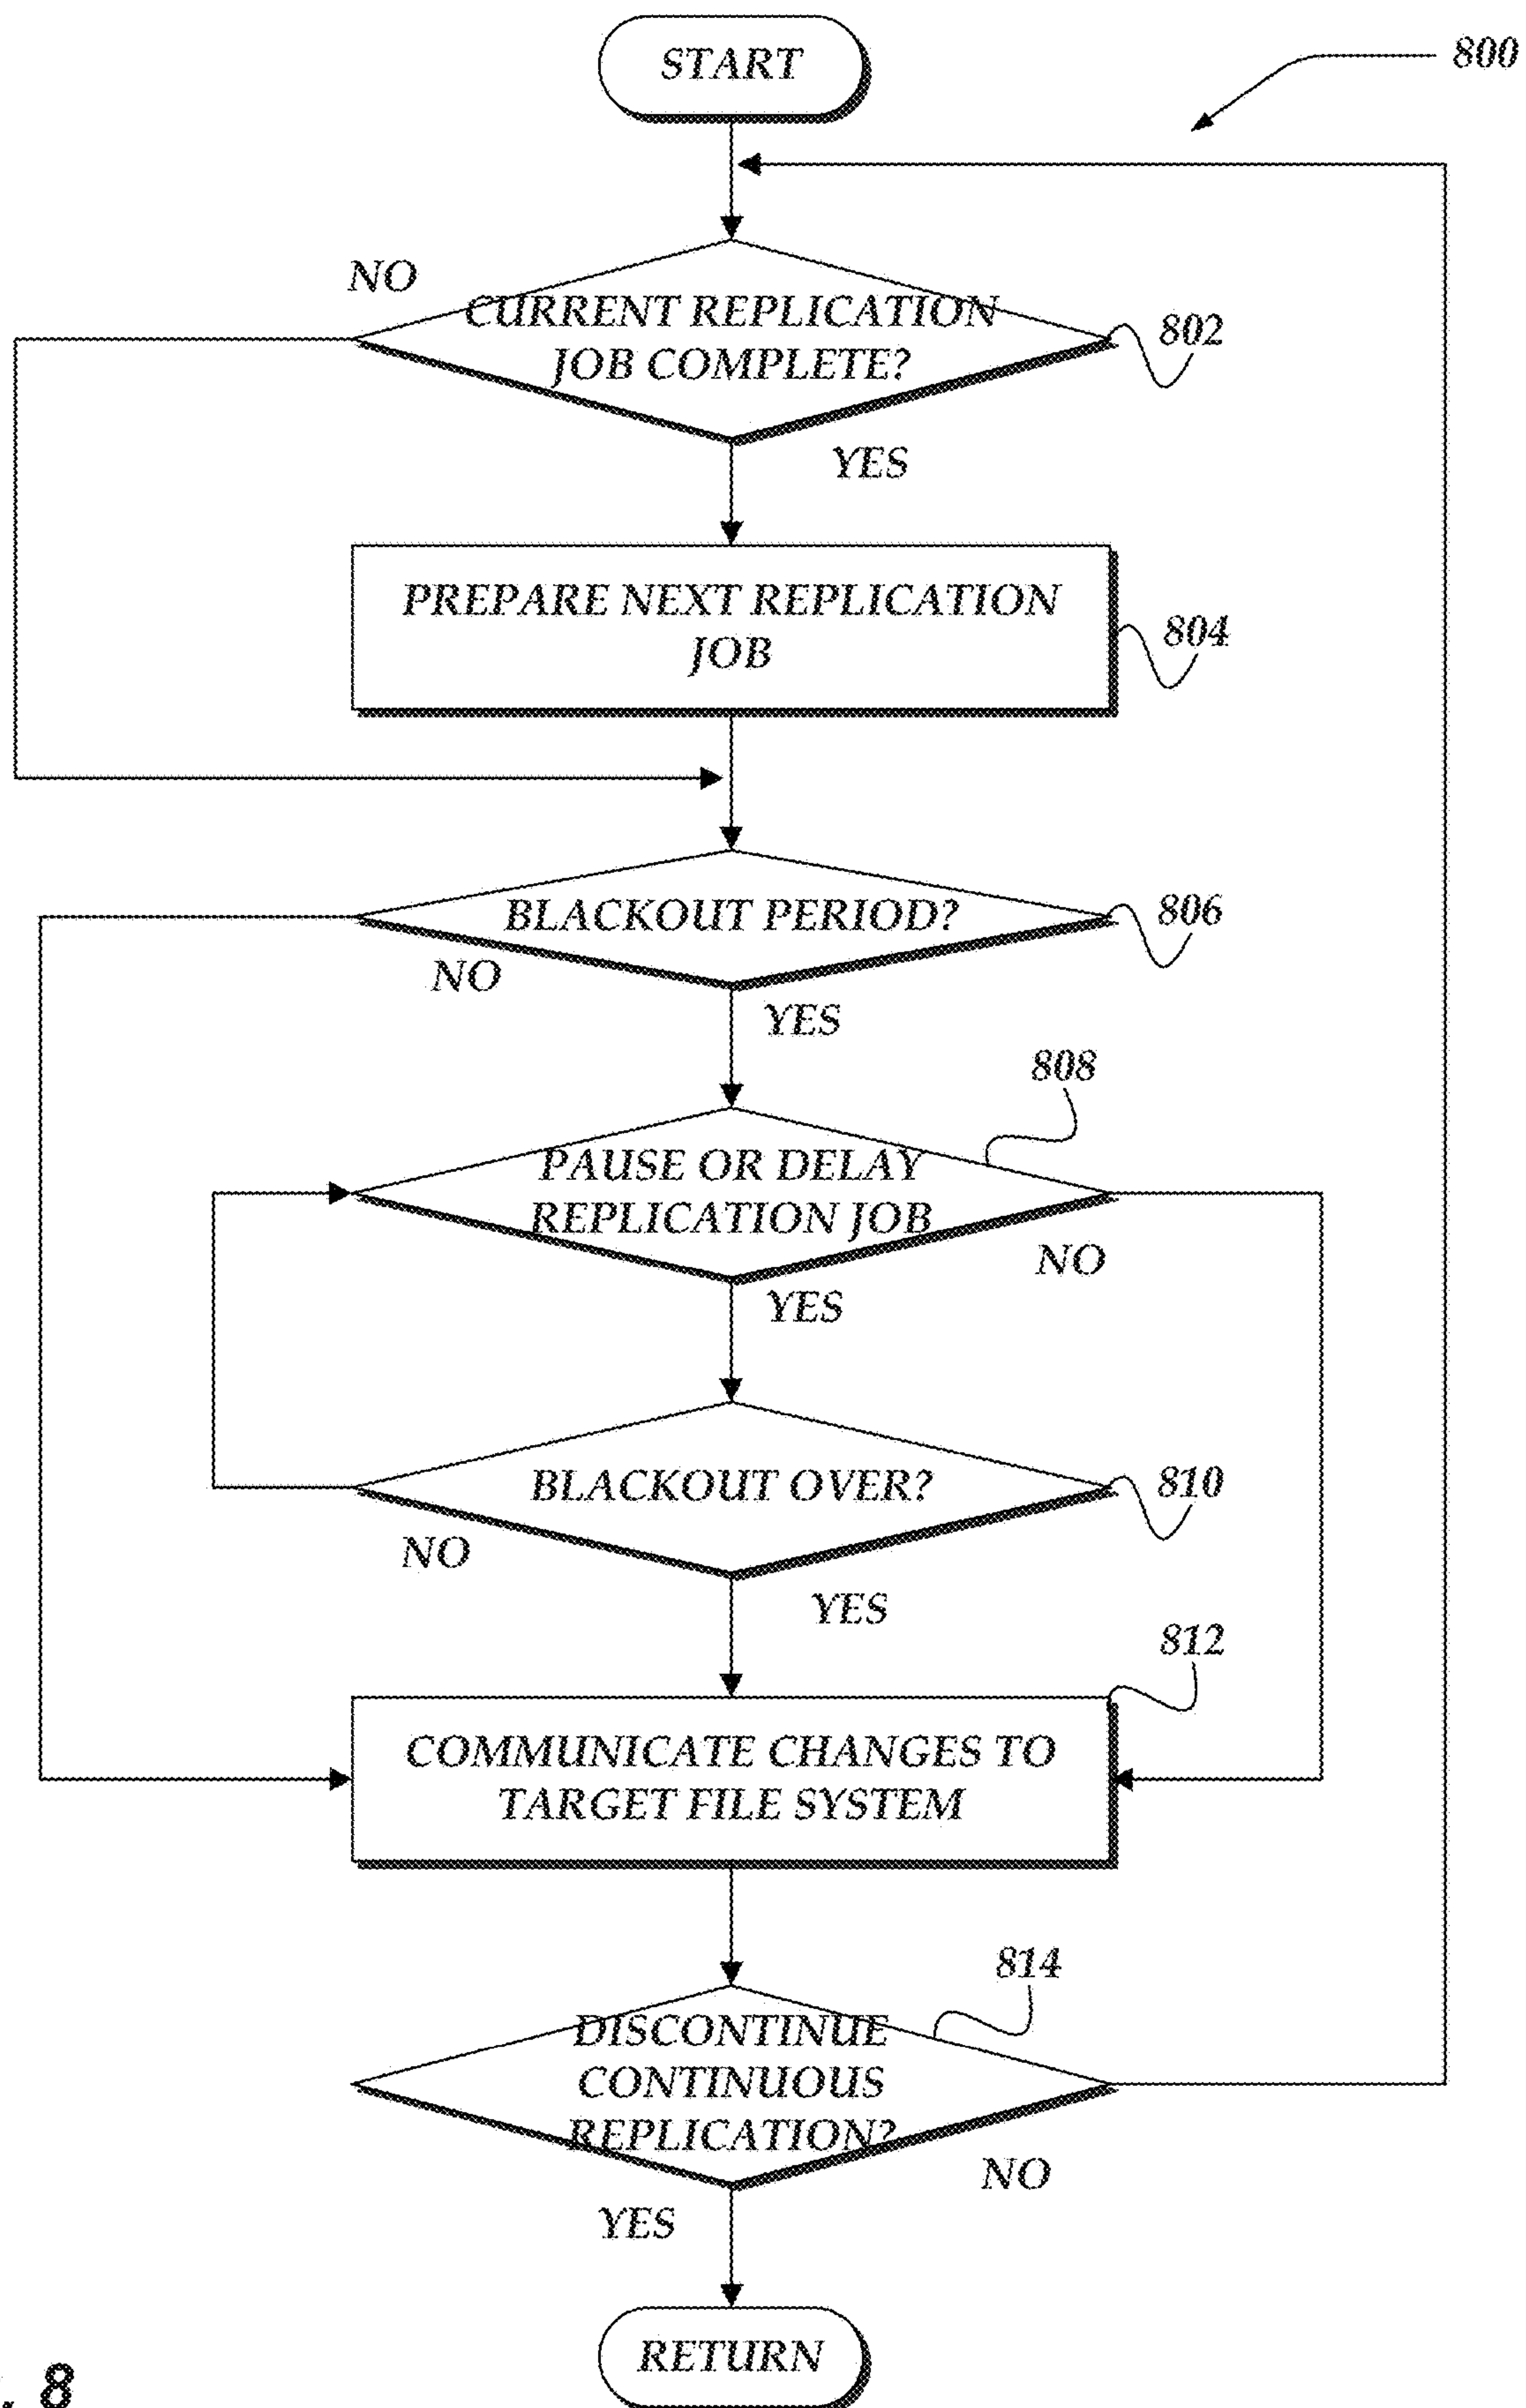 START
800
NO
CURRENT REPLICATION
JOB COMPLETE?
802
YES
PREPARE NEXT REPLICATION
JOB
804
BLACKOUT PERIOD?
806
NO
YES
808
PAUSE OR DELAY
REPLICATION JOB
NO
YES
BLACKOUT OVER?
810
NO
YES
812
COMMUNICATE CHANGES TO
TARGET FILE SYSTEM
814
DISCONTINUE
CONTINUOUS
REPLICATION?
NO
YES
RETURN
. 8